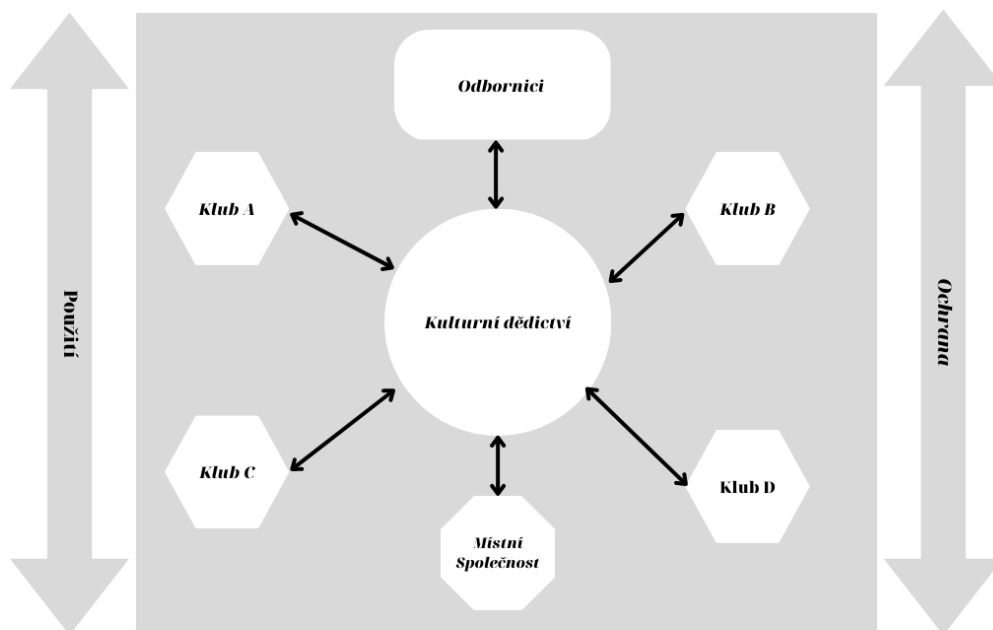 Odbornici
Klub A
Klub B
Použití
Kulturní dědictví
Ochrana
Klub C
Klub D
Místní
Společnost